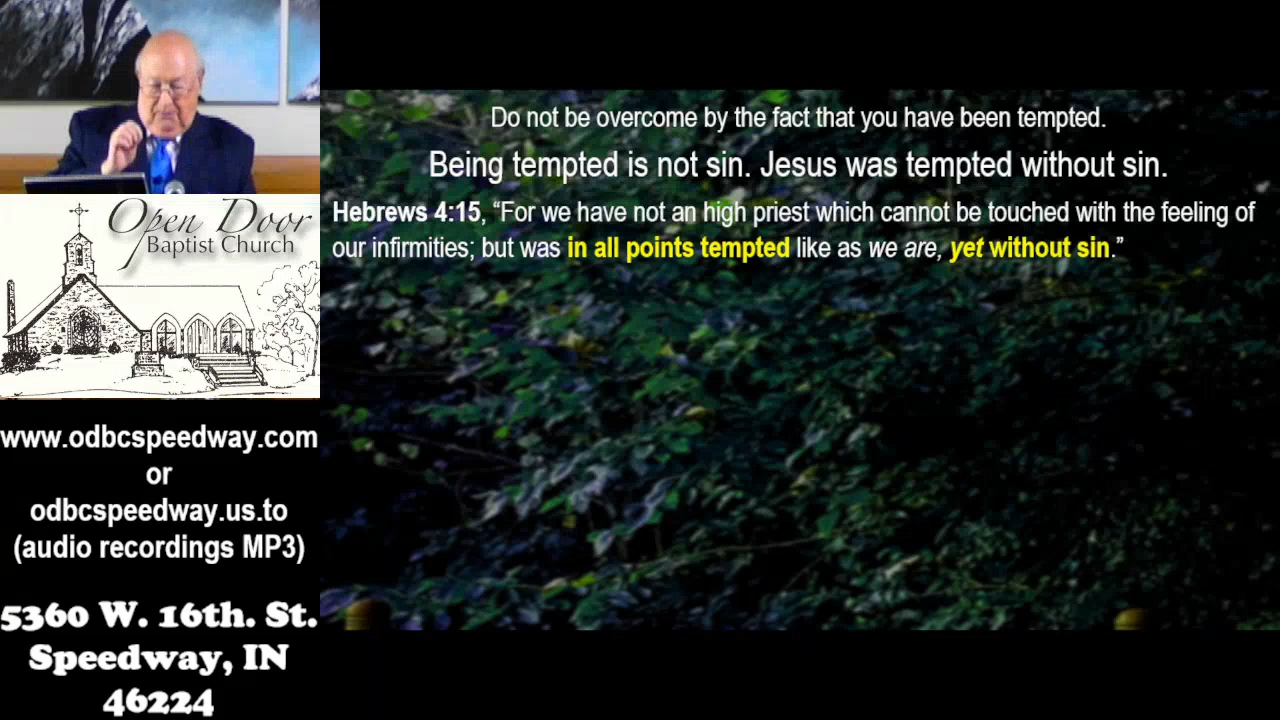 Open Door
Baptist Church
www.odbcspeedway.com
or
odbcspeedway.us.to
(audio recordings MP3)
5360 W. 16th. St.
Speedway, IN
46224
Do not be overcome by the fact that you have been tempted.
Being tempted is not sin. Jesus was tempted without sin.
Hebrews 4:15, “For we have not an high priest which cannot be touched with the feeling of
our infirmities; but was in all points tempted like as we are, yet without sin.”